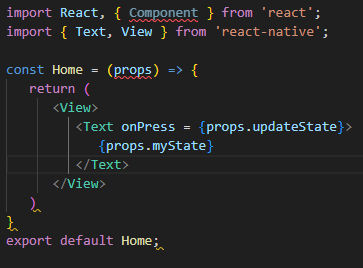 import React, { Component } from 'react';
import { Text, View } from 'react-native';

const Home = (props) => {
    return (
        <View>
            <Text onPress = {props.updateState}>
                {props.myState}
            </Text>
        </View>
    )
}
export default Home;